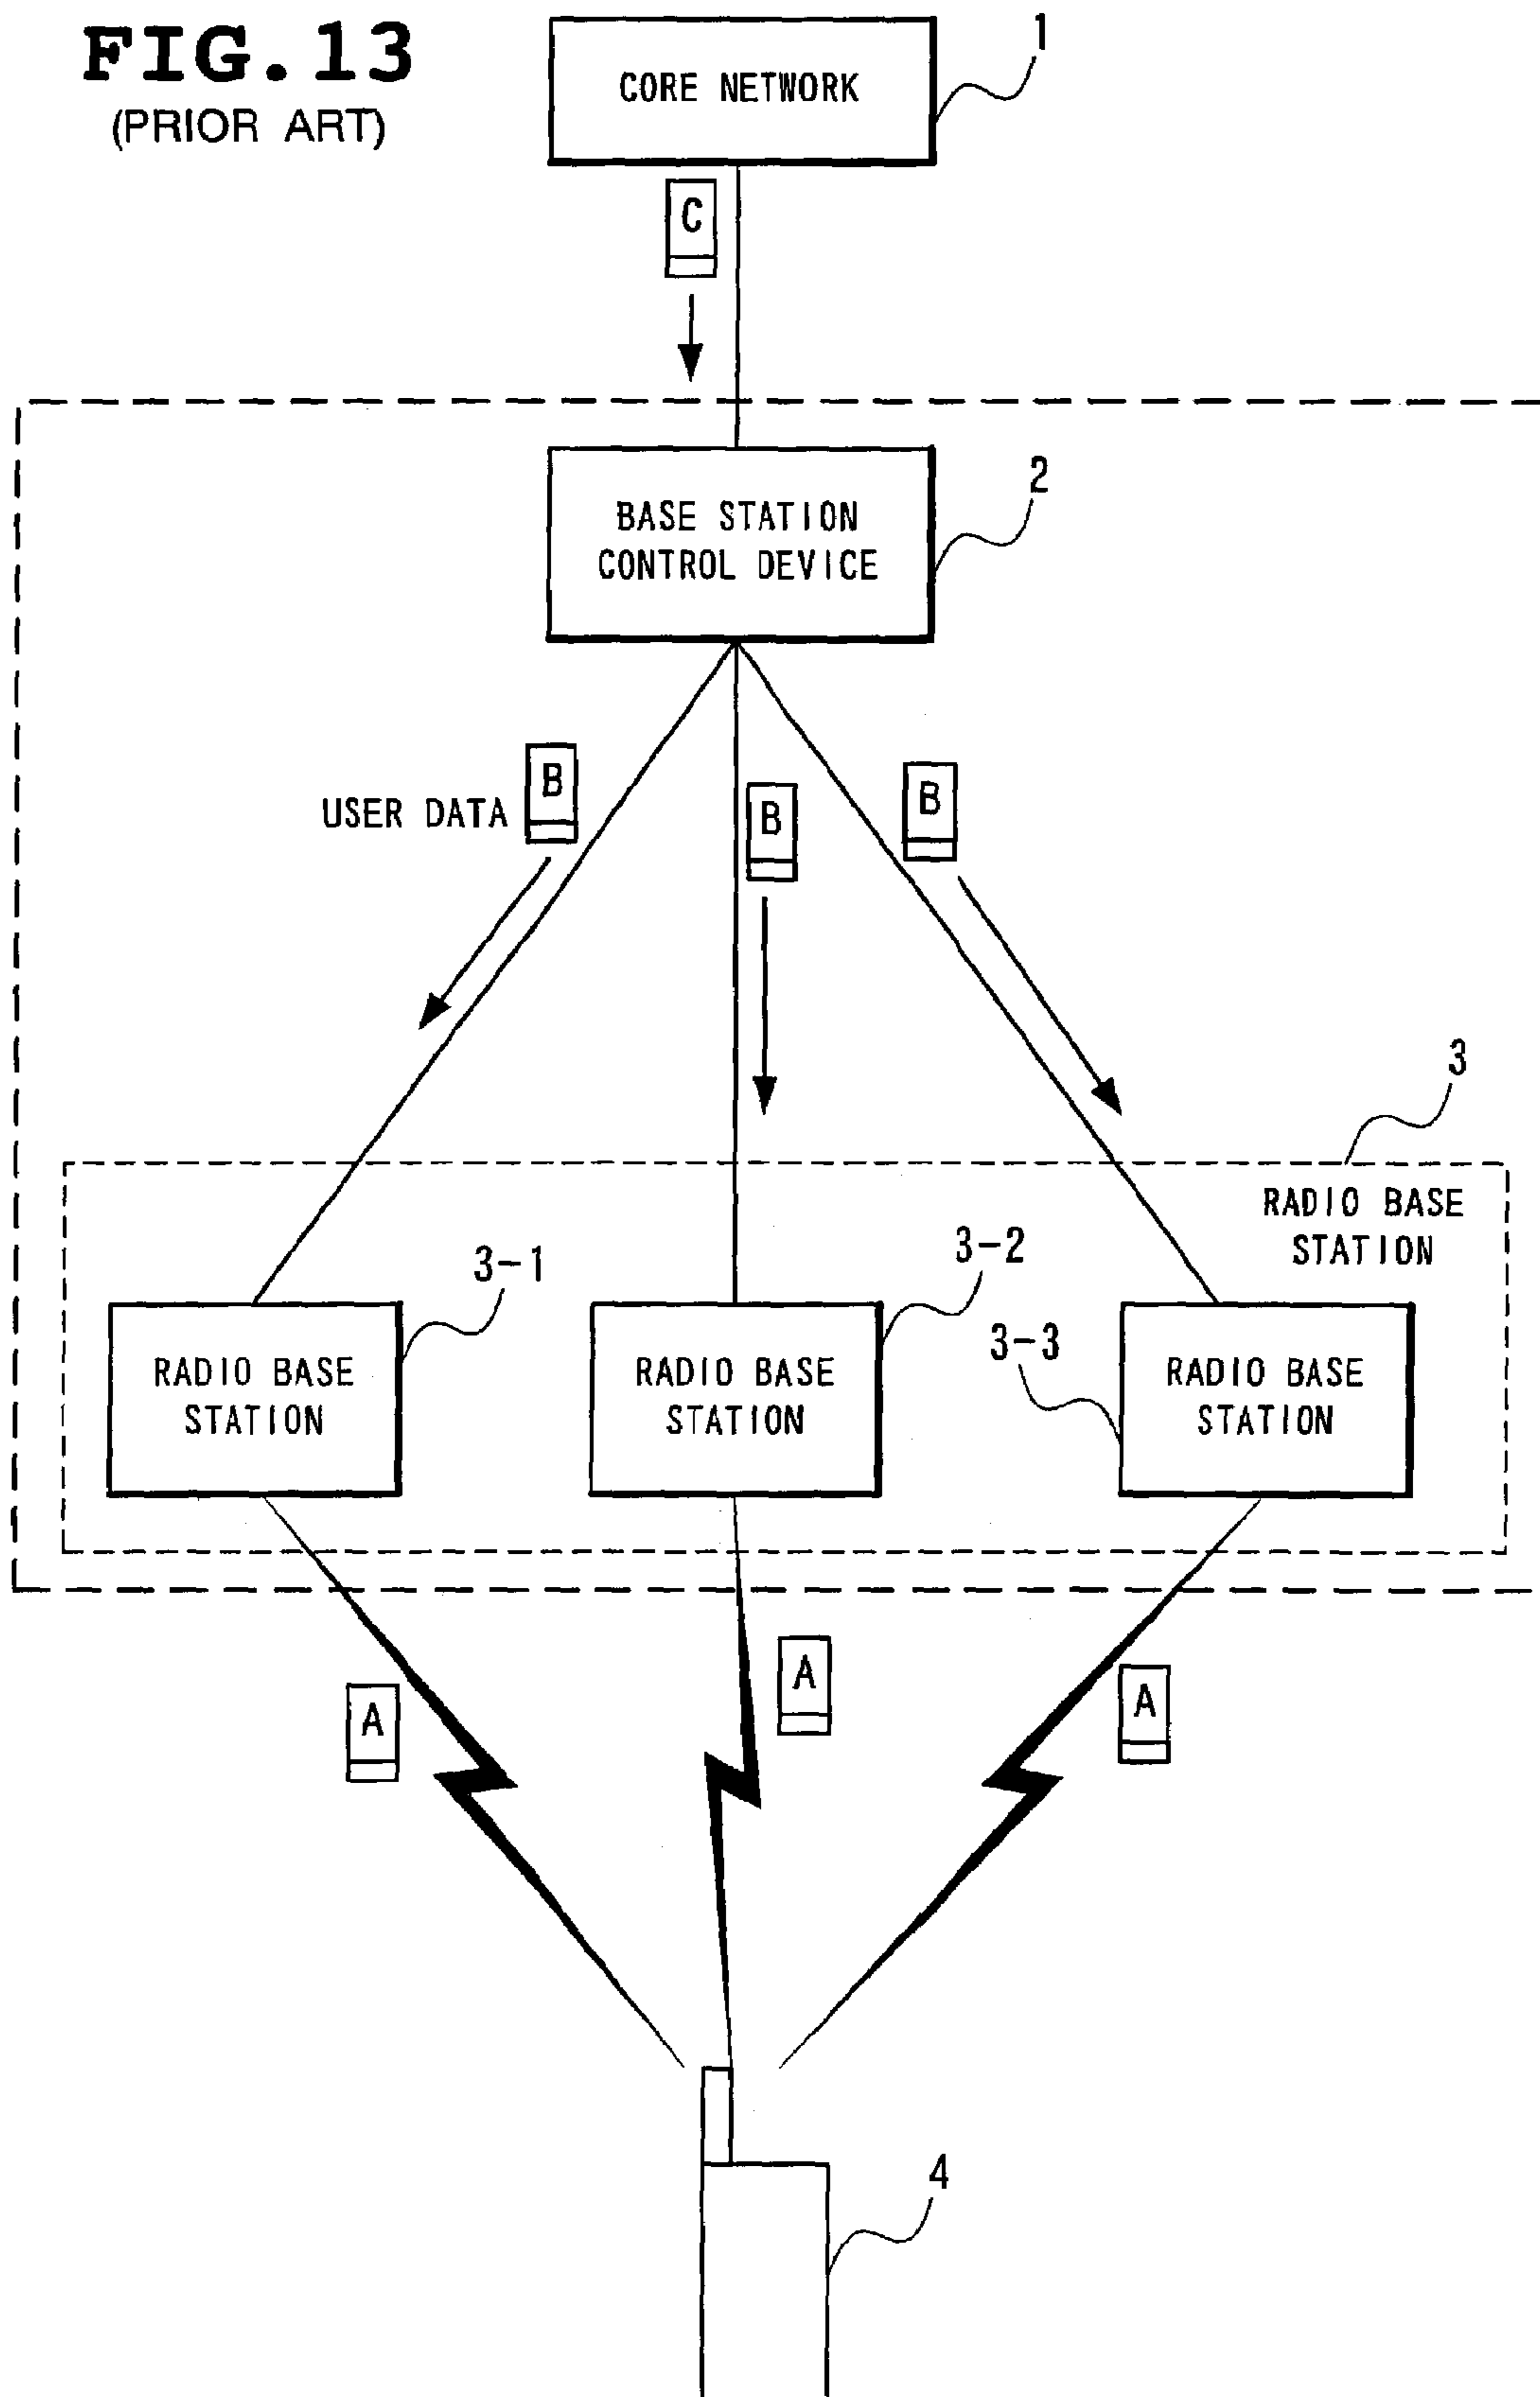 FIG.13
(PRIOR ART)
1
CORE NETWORK
C
2
BASE STATION
CONTROL DEVICE
USER DATA
B
B
B
3
RADIO BASE
STATION
3-1
3-2
3-3
RADIO BASE
STATION
RADIO BASE
STATION
RADIO BASE
STATION
A
A
A
4